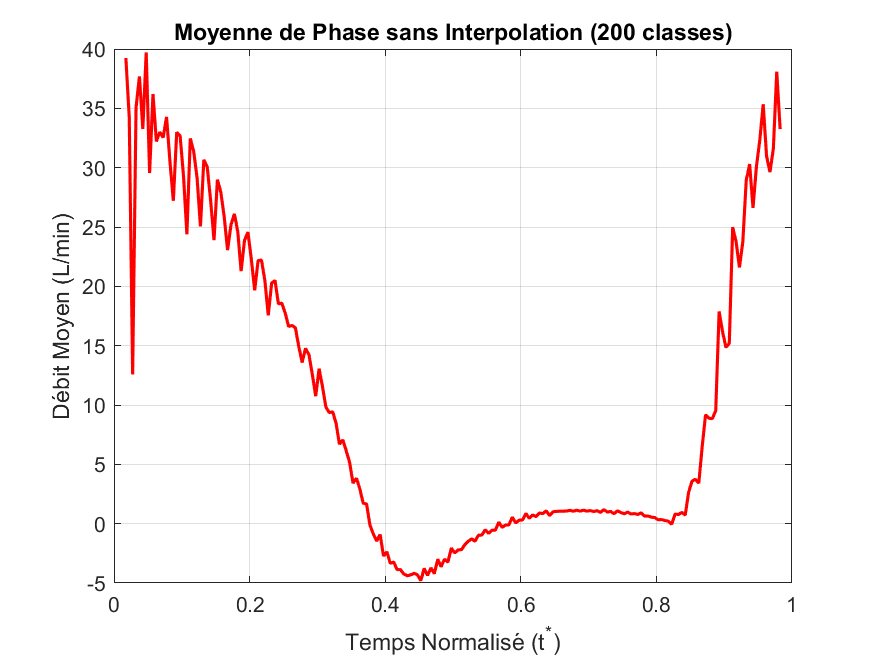 Moyenne de Phase sans Interpolation (200 classes)
40
35
30
25
20
15
10
5
0
-5
Débit Moyen (L/min)
0 0.2 0.4 0.6 0.8 1
Temps Normalisé (t*)